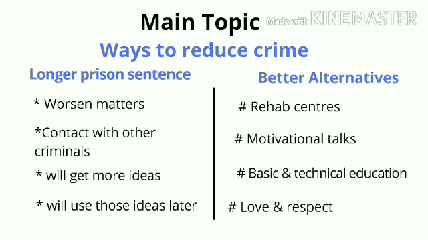 Main Topic
Made with KINEMASTER
Ways to reduce crime
Longer prison sentence
* Worsen matters
*Contact with other
criminals
* will get more ideas
* will use those ideas later
Better Alternatives
# Rehab centres
# Motivational talks
# Basic & technical education
# Love & respect